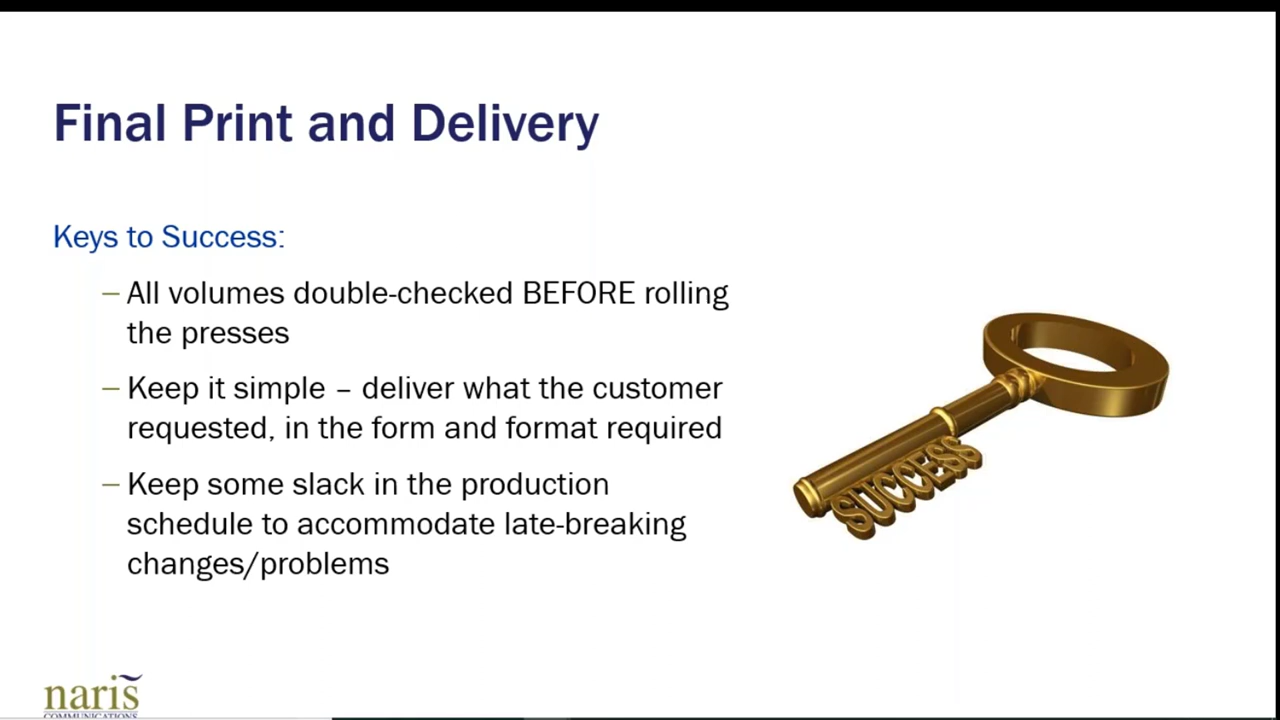 Final Print and Delivery
Keys to Success:
– All volumes double-checked BEFORE rolling
the presses
– Keep it simple – deliver what the customer
requested, in the form and format required
– Keep some slack in the production
schedule to accommodate late-breaking
changes/problems
SUCCESS
naris
COMMUNICATIONS